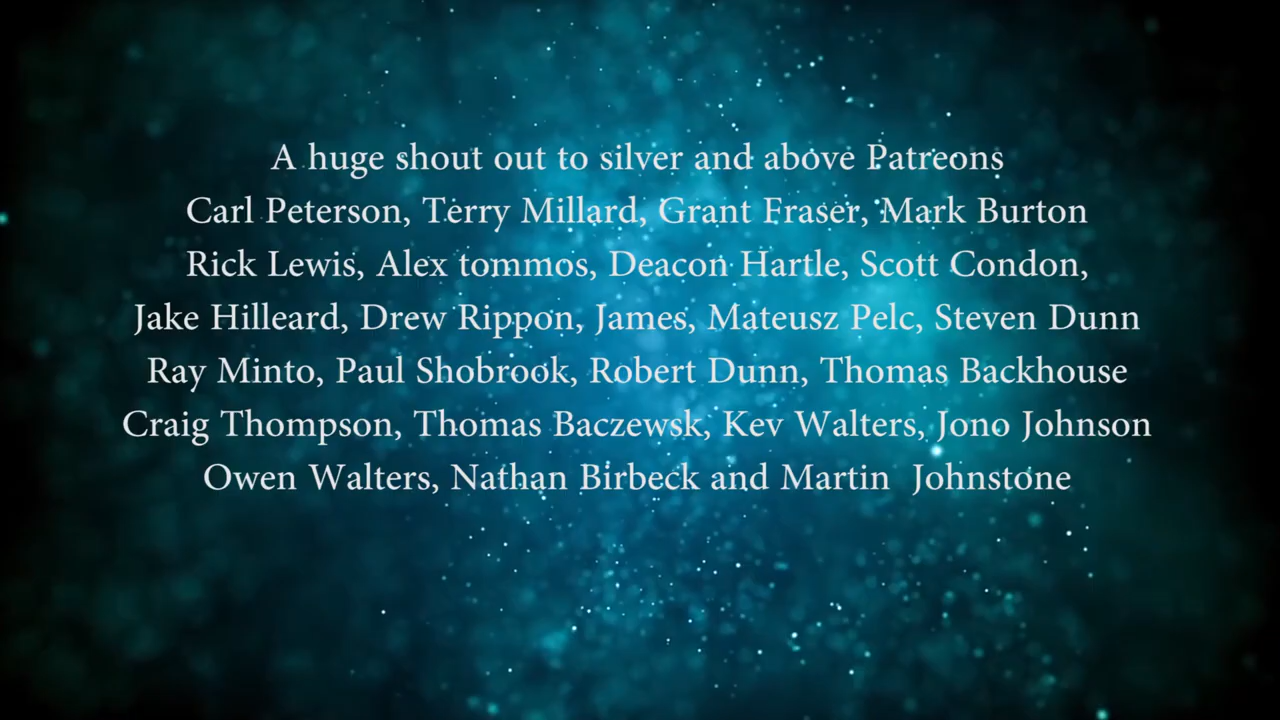 A huge shout out to silver and above Patreons
Carl Peterson, Terry Millard, Grant Fraser, Mark Burton
Rick Lewis, Alex tommos, Deacon Hartle, Scott Condon,
Jake Hilleard, Drew Rippon, James, Mateusz Pelc, Steven Dunn
Ray Minto, Paul Shobrook, Robert Dunn, Thomas Backhouse
Craig Thompson, Thomas Baczewsk, Kev Walters, Jono Johnson
Owen Walters, Nathan Birbeck and Martin  Johnstone